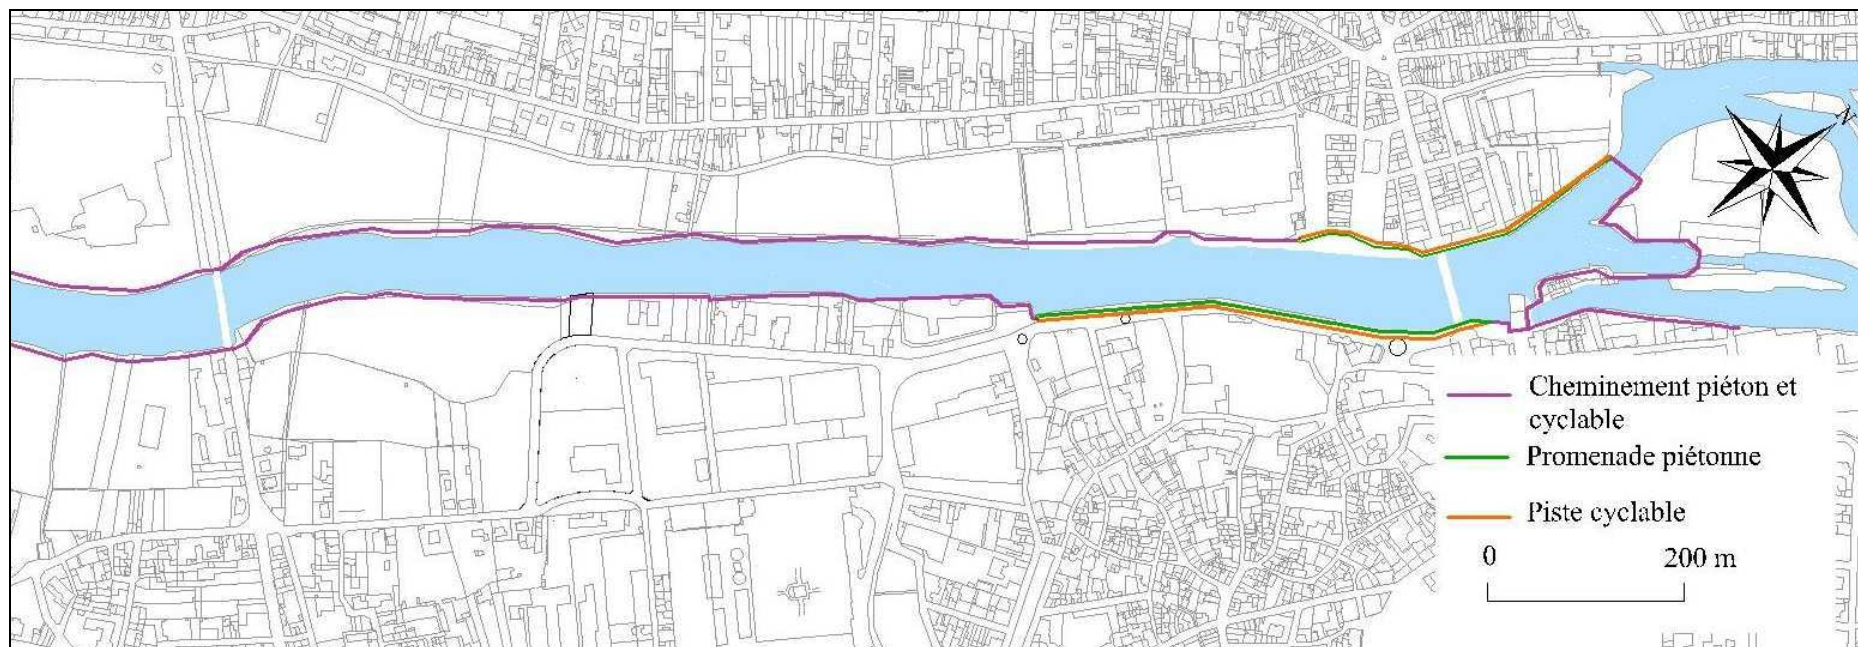 N
Cheminement piéton et
cyclable
Promenade piétonne
Piste cyclable
0 200 m